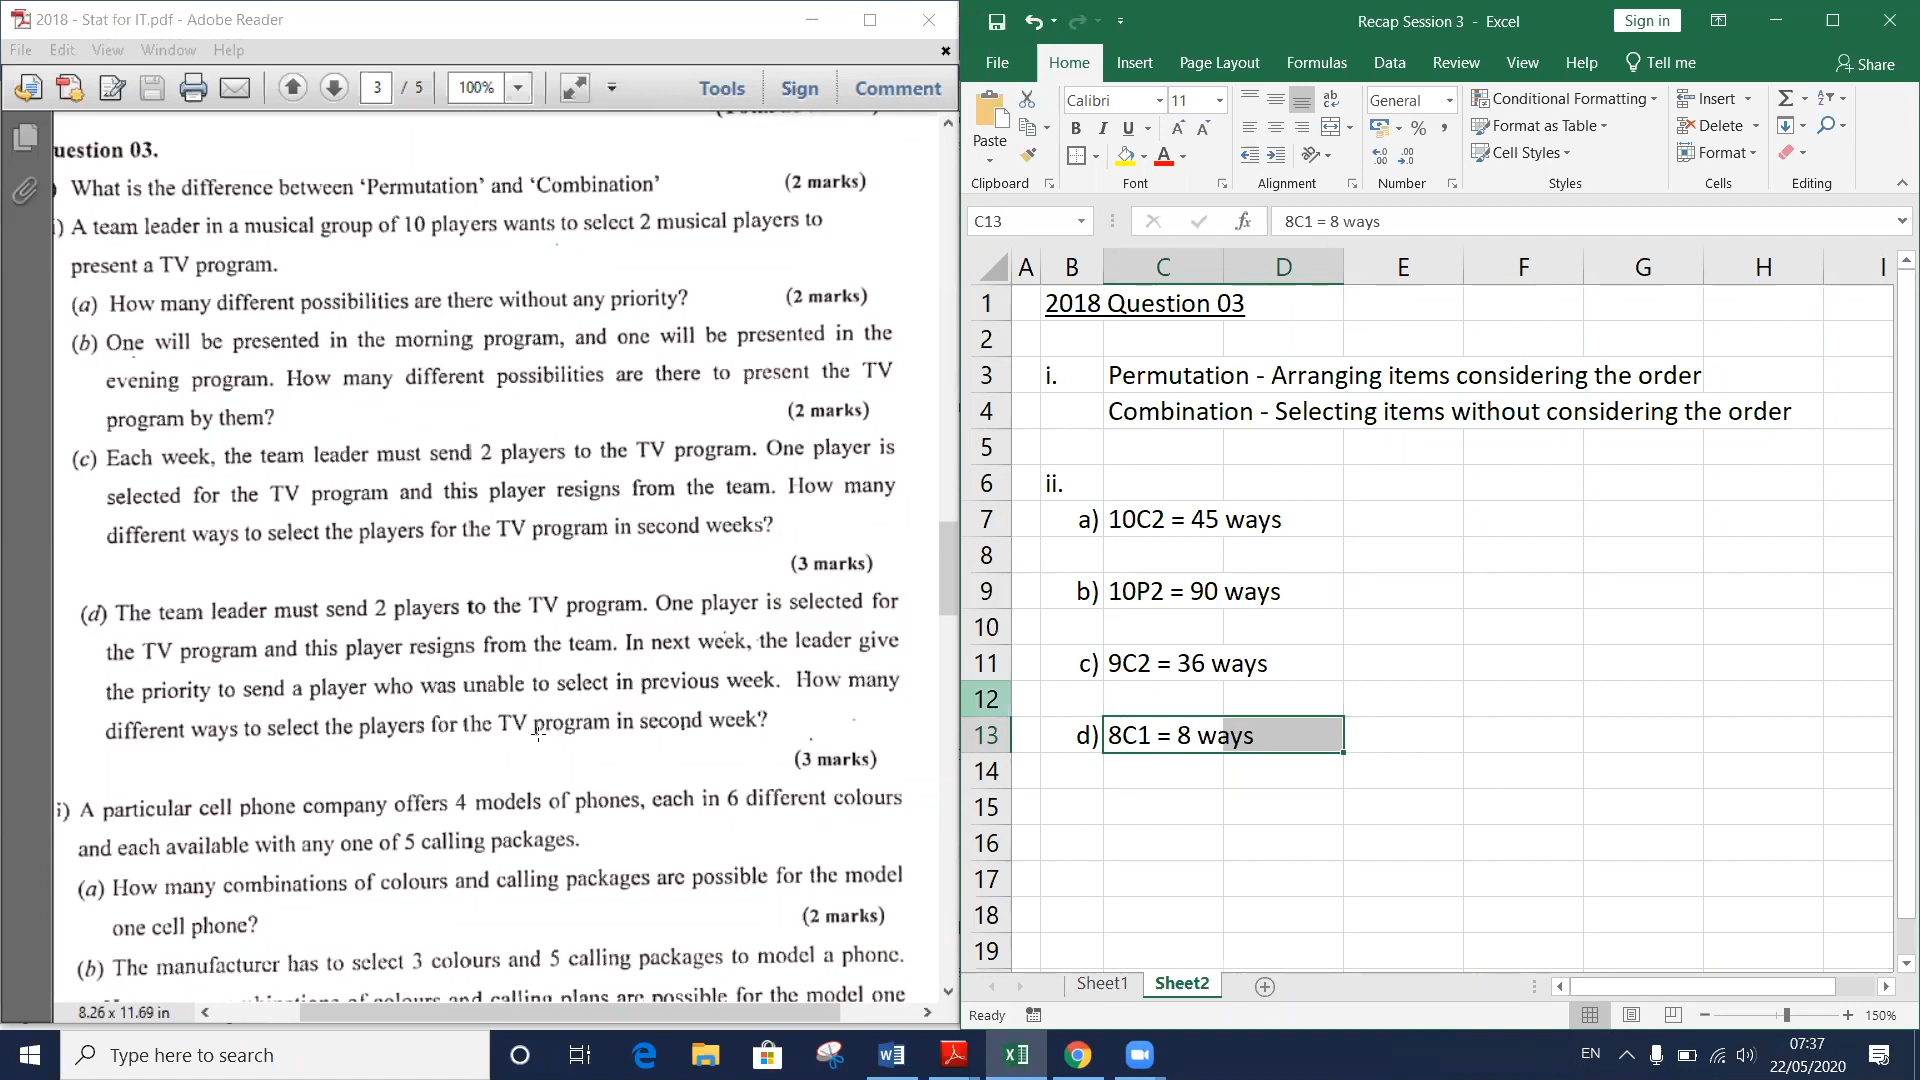 2018 - Stat for IT.pdf - Adobe Reader
File Edit View Window Help
3 / 5 100% Tools Sign Comment
uestion 03.
) What is the difference between ‘Permutation’ and ‘Combination’ (2 marks)
i) A team leader in a musical group of 10 players wants to select 2 musical players to
present a TV program.
(a) How many different possibilities are there without any priority? (2 marks)
(b) One will be presented in the morning program, and one will be presented in the
evening program. How many different possibilities are there to present the TV
program by them? (2 marks)
(c) Each week, the team leader must send 2 players to the TV program. One player is
selected for the TV program and this player resigns from the team. How many
different ways to select the players for the TV program in second weeks?
(3 marks)
(d) The team leader must send 2 players to the TV program. One player is selected for
the TV program and this player resigns from the team. In next week, the leader give
the priority to send a player who was unable to select in previous week. How many
different ways to select the players for the TV program in second week?
(3 marks)
i) A particular cell phone company offers 4 models of phones, each in 6 different colours
and each available with any one of 5 calling packages.
(a) How many combinations of colours and calling packages are possible for the model
one cell phone? (2 marks)
(b) The manufacturer has to select 3 colours and 5 calling packages to model a phone.
of colours and calling plans are possible for the model one
8.26 x 11.69 in
Recap Session 3 - Excel Sign in
File Home Insert Page Layout Formulas Data Review View Help Tell me Share
Paste Calibri 11 General Conditional Formatting Insert
B I U A A % Format as Table Delete
A Cell Styles Format
Clipboard Font Alignment Number Styles Cells Editing
C13 fx 8C1 = 8 ways
A B C D E F G H I
1 2018 Question 03
2
3 i. Permutation - Arranging items considering the order
4 Combination - Selecting items without considering the order
5
6 ii.
7 a) 10C2 = 45 ways
8
9 b) 10P2 = 90 ways
10
11 c) 9C2 = 36 ways
12
13 d) 8C1 = 8 ways
14
15
16
17
18
19
Sheet1 Sheet2
Ready 150%
Type here to search EN 07:37
22/05/2020